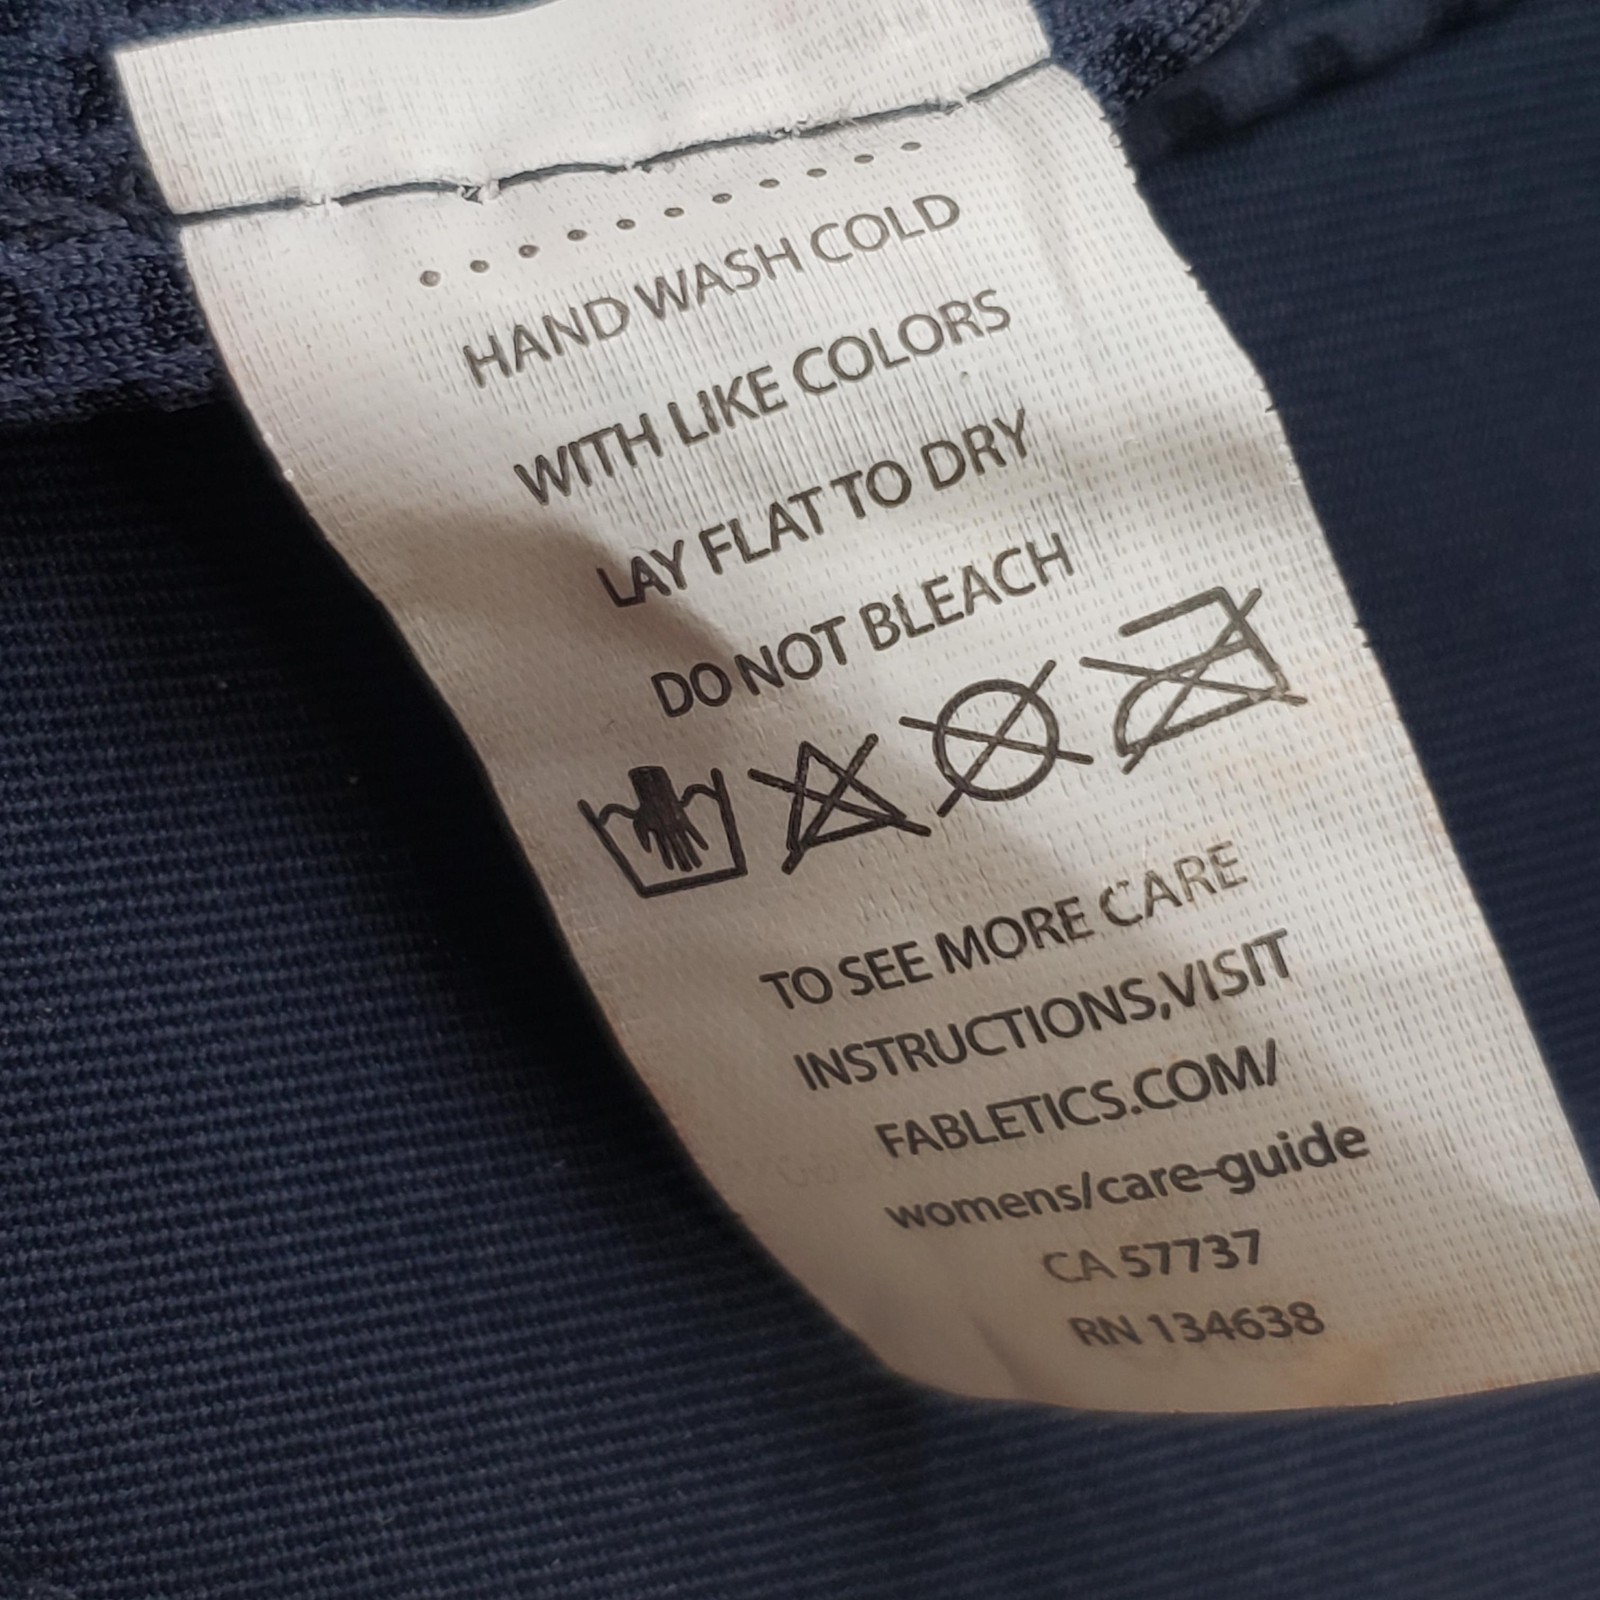 HAND WASH COLD
WITH LIKE COLORS
LAY FLAT TO DRY
DO NOT BLEACH
TO SEE MORE CARE
INSTRUCTIONS,VISIT
FABLETICS.COM/
womens/care-guide
CA 57737
RN 134638